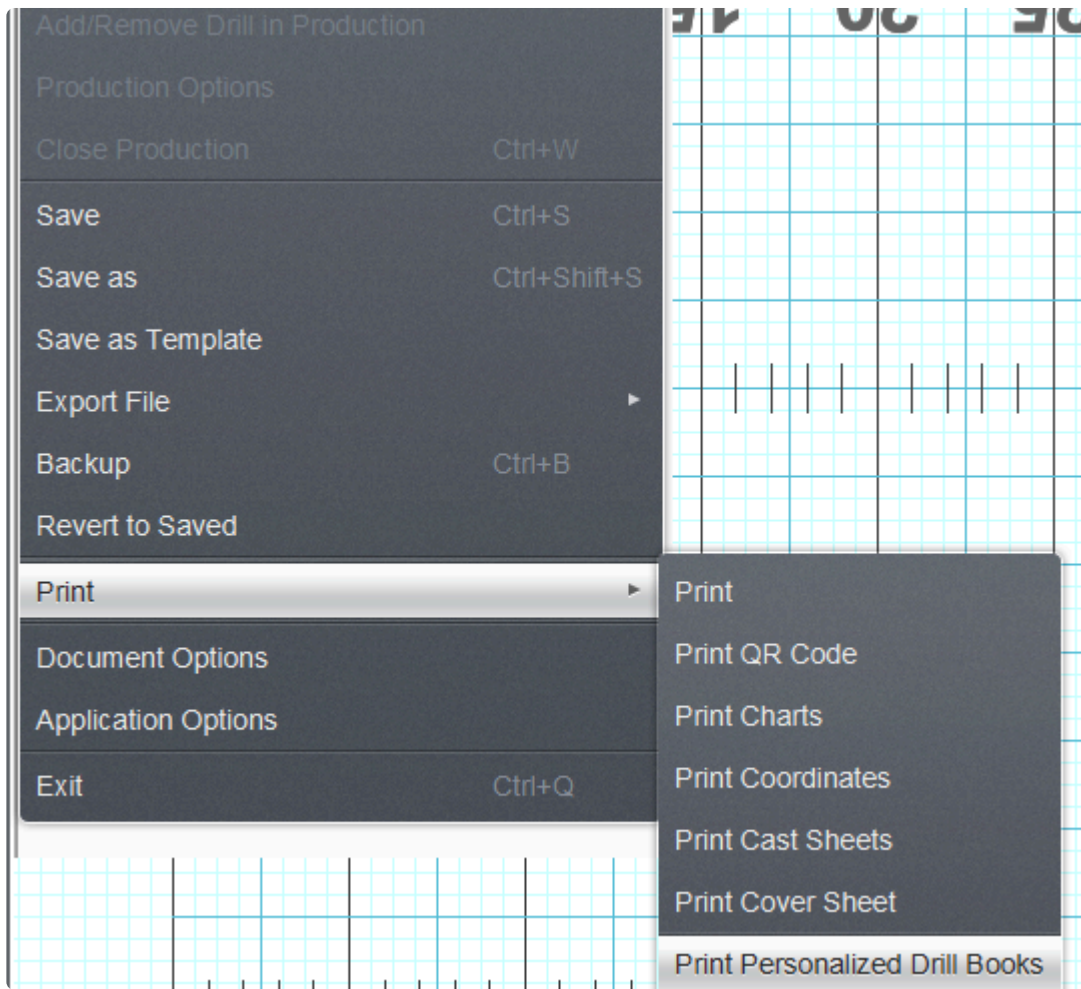 Add/Remove Drill in Production
Production Options
Close Production Ctrl+W
Save Ctrl+S
Save as Ctrl+Shift+S
Save as Template
Export File
Backup Ctrl+B
Revert to Saved
Print
Document Options
Application Options
Exit Ctrl+Q
Print
Print QR Code
Print Charts
Print Coordinates
Print Cast Sheets
Print Cover Sheet
Print Personalized Drill Books